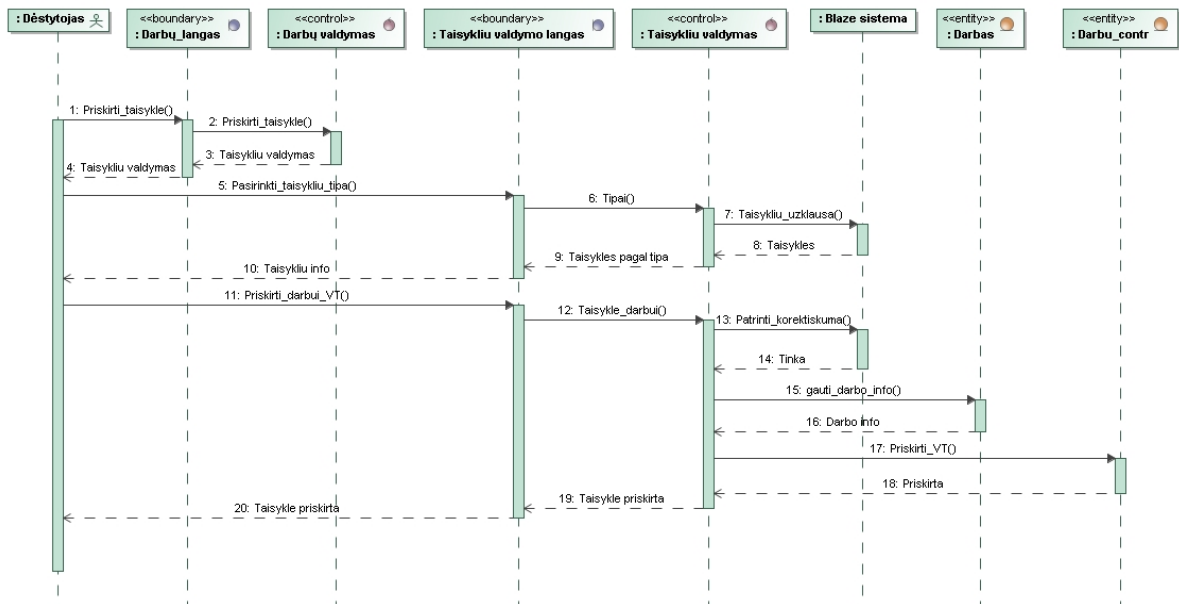 : Dėstytojas
<<boundary>>
: Darbų_langas
<<control>>
: Darbų valdymas
<<boundary>>
: Taisykliu valdymo langas
<<control>>
: Taisykliu valdymas
: Blaze sistema
<<entity>>
: Darbas
<<entity>>
: Darbu_contr
1: Priskirti_taisykle()
2: Priskirti_taisykle()
3: Taisykliu valdymas
4: Taisykliu valdymas
5: Pasirinkti_taisykliu_tipa()
6: Tipai()
7: Taisykliu_uzklausa()
8: Taisykles
9: Taisykles pagal tipa
10: Taisykliu info
11: Priskirti_darbui_VT()
12: Taisykle_darbui()
13: Patrinti_korektiskuma()
14: Tinka
15: gauti_darbo_info()
16: Darbo info
17: Priskirti_VT()
18: Priskirta
19: Taisykle priskirta
20: Taisykle priskirta